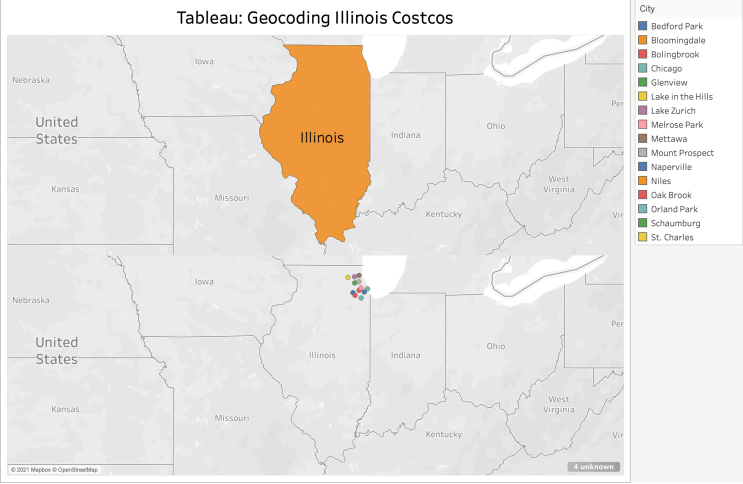 Tableau: Geocoding Illinois Costcos
Iowa
Nebraska
United
States
Illinois
Indiana
Ohio
Kansas
Missouri
West
Virginia
Kentucky
Iowa
Nebraska
United
States
Illinois
Indiana
Ohio
Kansas
Missouri
West
Virginia
Kentucky
© 2021 Mapbox © OpenStreetMap
4 unknown
City
Bedford Park
Bloomingdale
Bolingbrook
Chicago
Glenview
Lake in the Hills
Lake Zurich
Melrose Park
Mettawa
Mount Prospect
Naperville
Niles
Oak Brook
Orland Park
Schaumburg
St. Charles